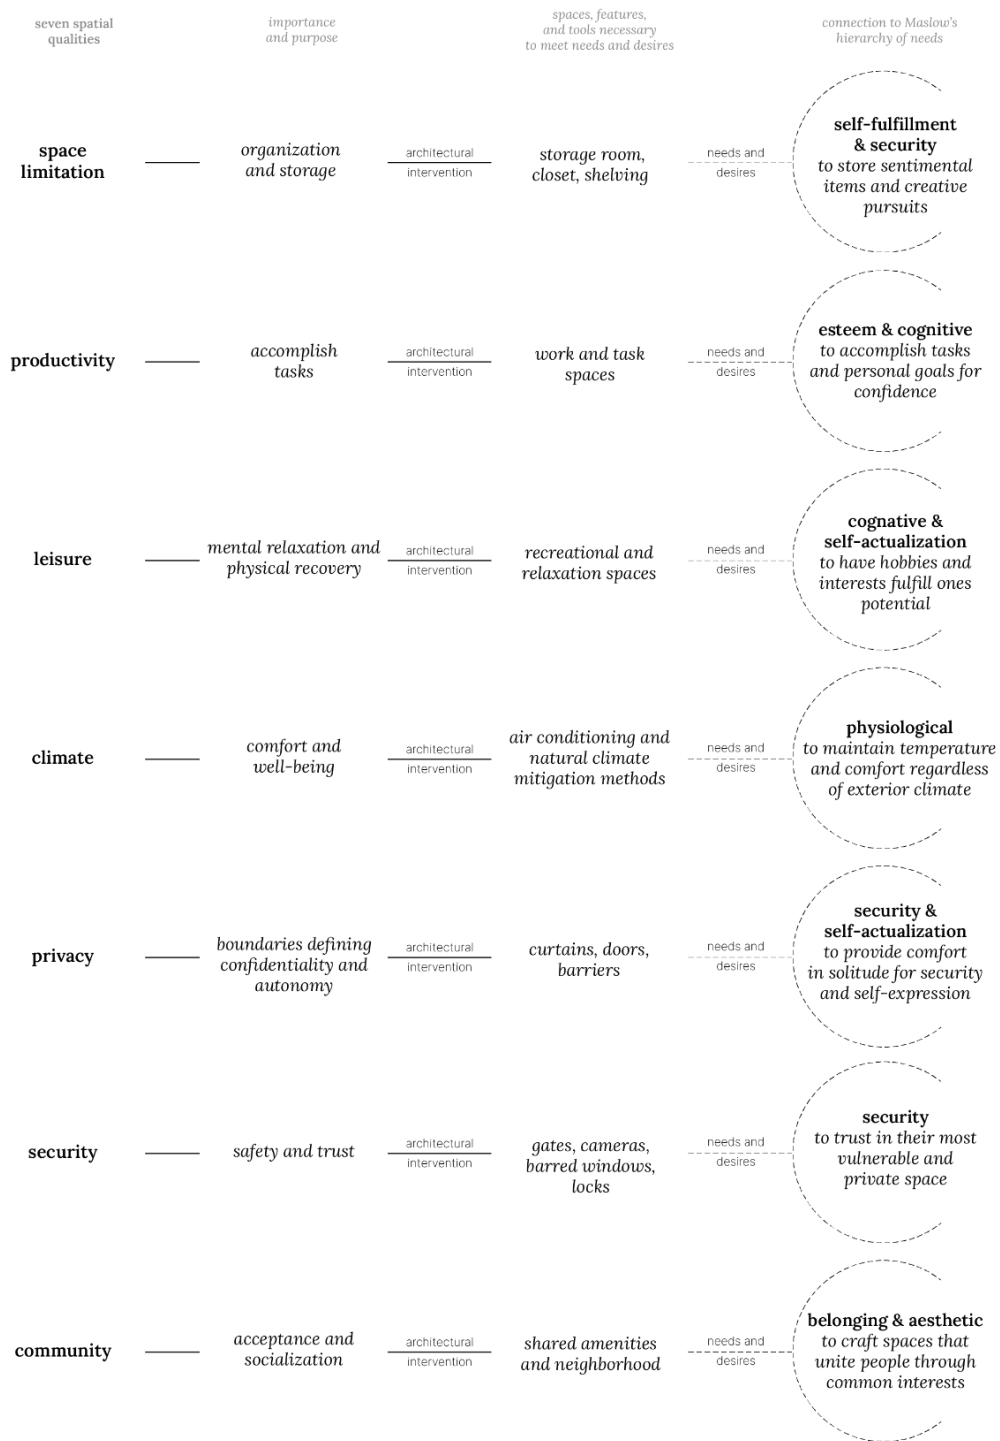 seven spatial
qualities
importance
and purpose
spaces, features,
and tools necessary
to meet needs and desires
connection to Maslow's
hierarchy of needs
space
limitation
organization
and storage
architectural
intervention
storage room,
closet, shelving
needs and
desires
self-fulfillment
& security
to store sentimental
items and creative
pursuits
productivity
accomplish
tasks
architectural
intervention
work and task
spaces
needs and
desires
esteem & cognitive
to accomplish tasks
and personal goals for
confidence
leisure
mental relaxation and
physical recovery
architectural
intervention
recreational and
relaxation spaces
needs and
desires
cognative &
self-actualization
to have hobbies and
interests fulfill ones
potential
climate
comfort and
well-being
architectural
intervention
air conditioning and
natural climate
mitigation methods
needs and
desires
physiological
to maintain temperature
and comfort regardless
of exterior climate
privacy
boundaries defining
confidentiality and
autonomy
architectural
intervention
curtains, doors,
barriers
needs and
desires
security &
self-actualization
to provide comfort
in solitude for security
and self-expression
security
safety and trust
architectural
intervention
gates, cameras,
barred windows,
locks
needs and
desires
security
to trust in their most
vulnerable and
private space
community
acceptance and
socialization
architectural
intervention
shared amenities
and neighborhood
needs and
desires
belonging & aesthetic
to craft spaces that
unite people through
common interests